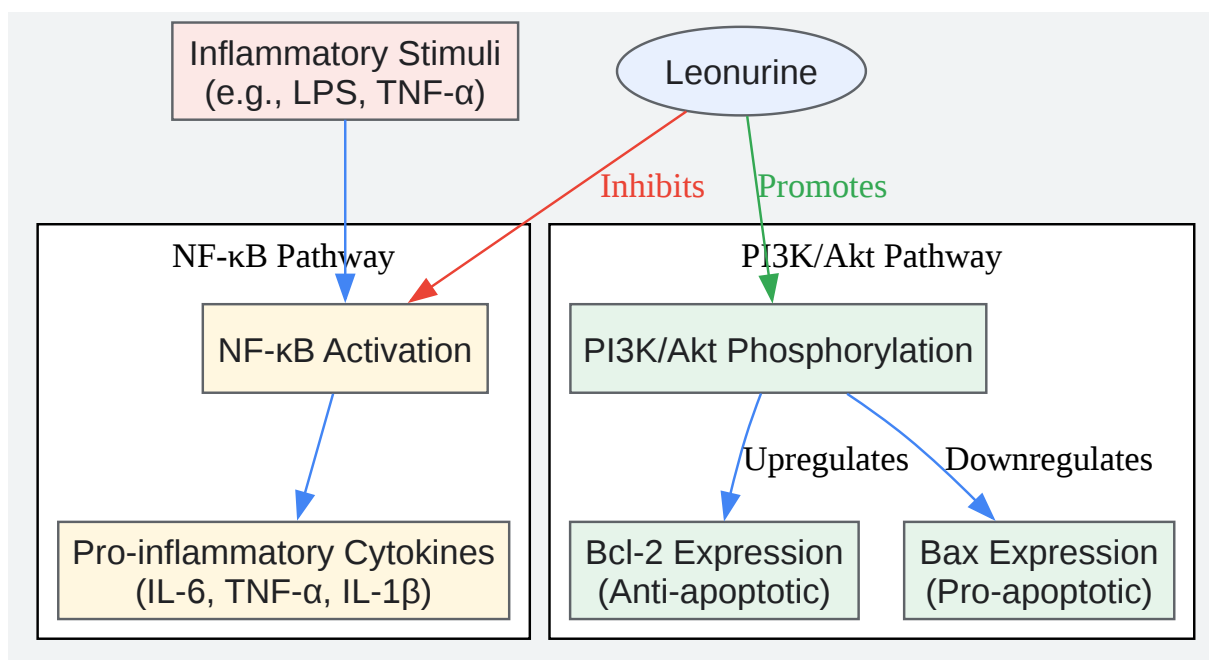 Inflammatory Stimuli
(e.g., LPS, TNF-α)
Leonurine
Inhibits
Promotes
NF-κB Pathway
PI3K/Akt Pathway
NF-κB Activation
PI3K/Akt Phosphorylation
Upregulates
Downregulates
Pro-inflammatory Cytokines
(IL-6, TNF-α, IL-1β)
Bcl-2 Expression
(Anti-apoptotic)
Bax Expression
(Pro-apoptotic)